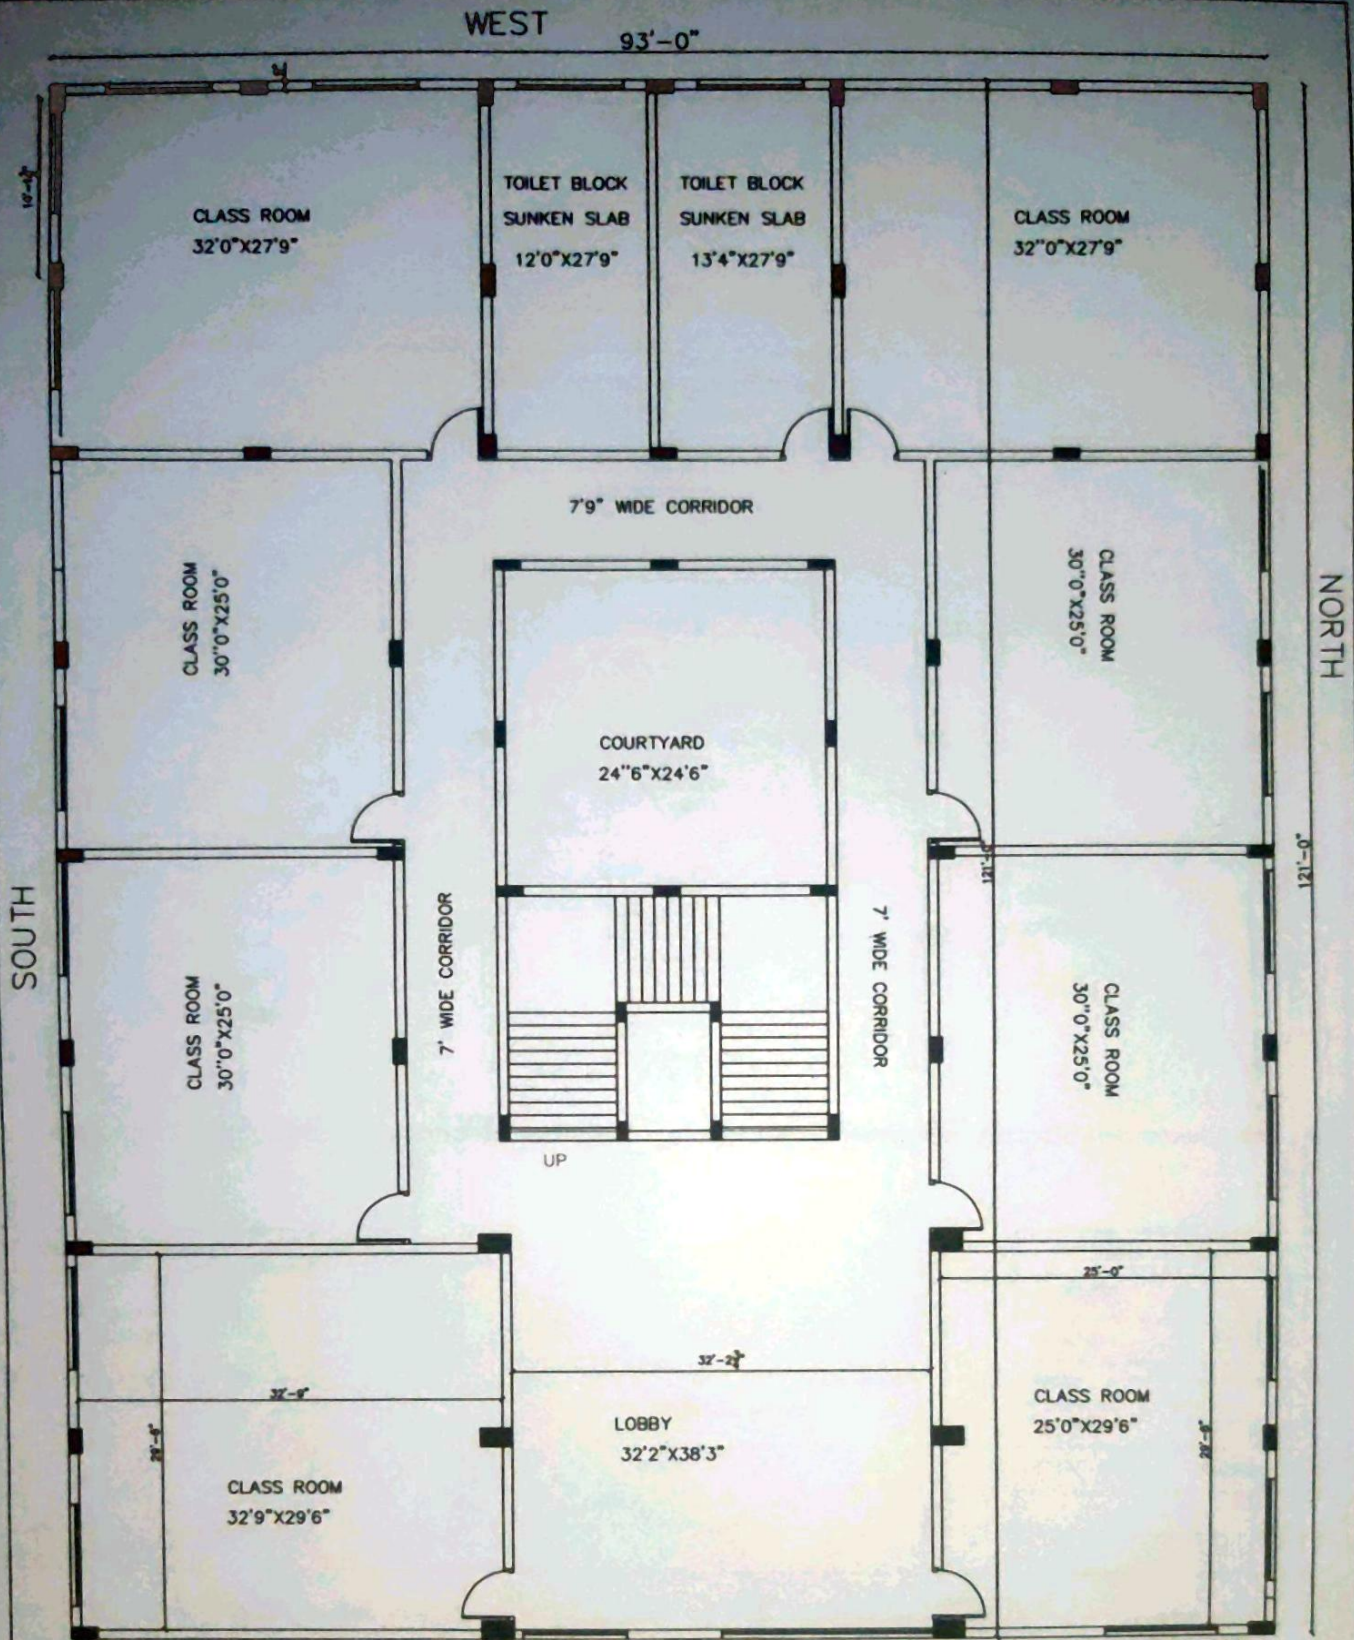 WEST
93'-0"
CLASS ROOM
32'0"X27'9"
TOILET BLOCK
SUNKEN SLAB
12'0"X27'9"
TOILET BLOCK
SUNKEN SLAB
13'4"X27'9"
CLASS ROOM
32''0"X27'9"
7'9" WIDE CORRIDOR
CLASS ROOM
30''0"X25'0"
CLASS ROOM
30''0"X25'0"
NORTH
COURTYARD
24''6"X24'6"
121'-0"
SOUTH
7' WIDE CORRIDOR
7' WIDE CORRIDOR
CLASS ROOM
30''0"X25'0"
CLASS ROOM
30''0"X25'0"
UP
25'-0"
32'-9"
LOBBY
32'2"X38'3"
CLASS ROOM
25'0"X29'6"
CLASS ROOM
32'9"X29'6"